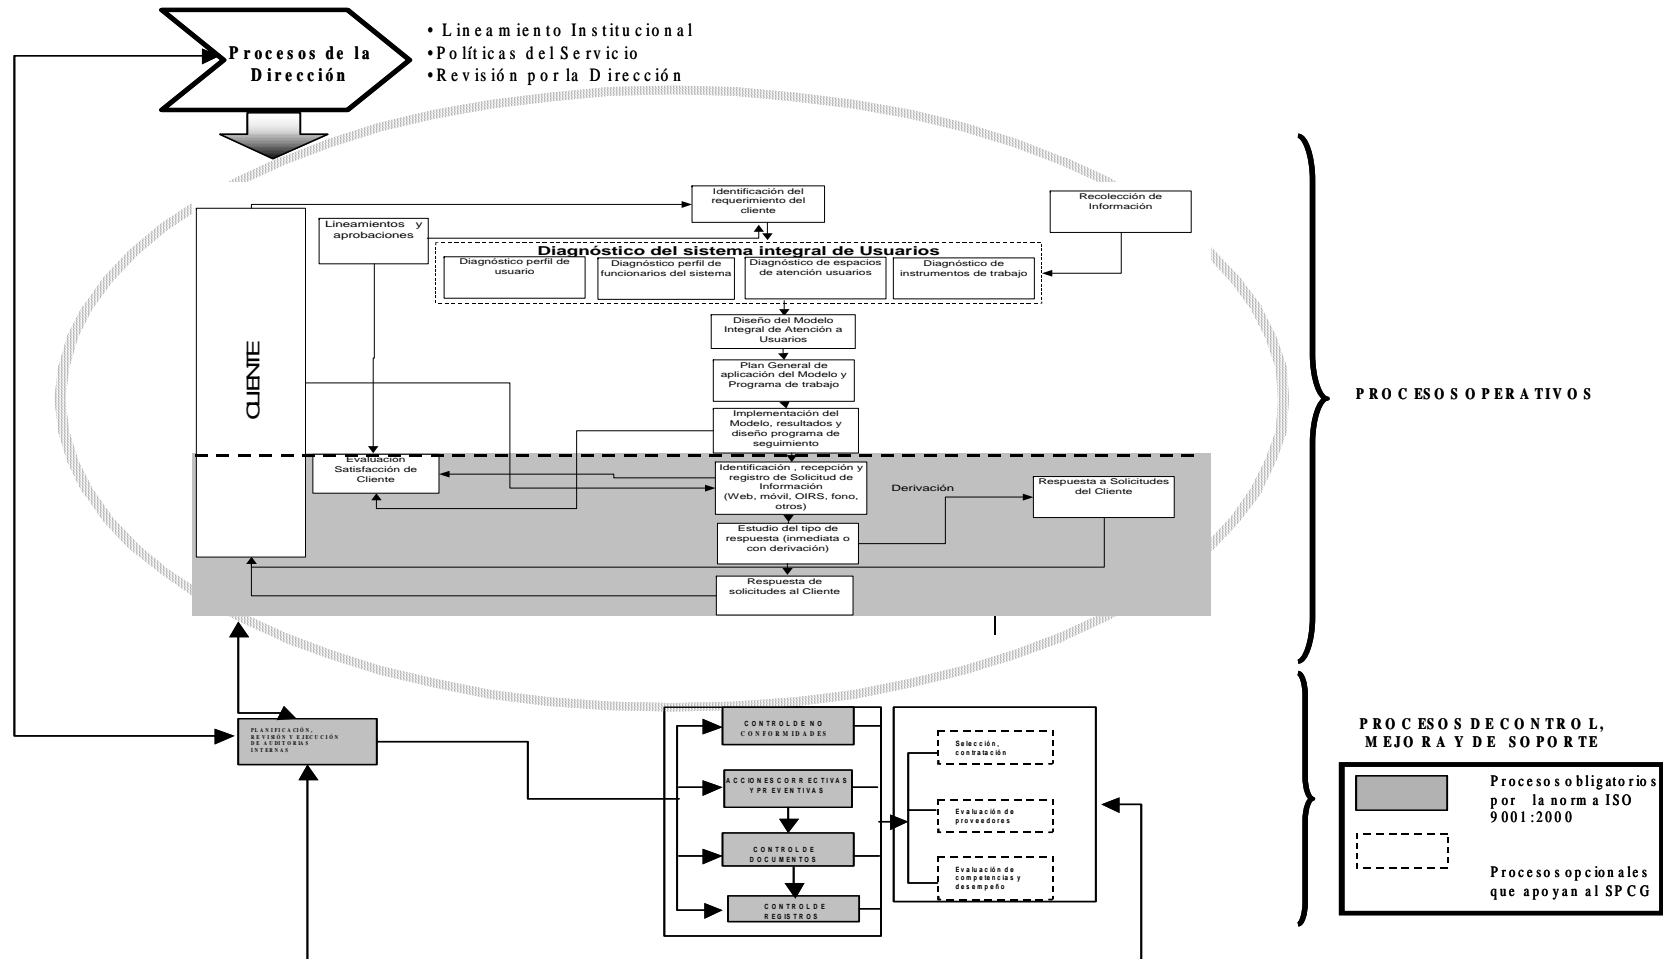 Procesos de la
Dirección
• Lineamiento Institucional
•Políticas del Servicio
•Revisión por la Dirección
Identificación del
requerimiento del
cliente
Recolección de
Información
Lineamientos y
aprobaciones
Diagnóstico del sistema integral de Usuarios
Diagnóstico perfil de
usuario
Diagnóstico perfil de
funcionarios del sistema
Diagnóstico de espacios
de atención usuarios
Diagnóstico de
instrumentos de trabajo
Diseño del Modelo
Integral de Atención a
Usuarios
CLIENTE
Plan General de
aplicación del Modelo y
Programa de trabajo
PROCESOS OPERATIVOS
Implementación del
Modelo, resultados y
diseño programa de
seguimiento
Evaluación
Satisfacción de
Cliente
Identificación , recepción y
registro de Solicitud de
Información
(Web, móvil, OIRS, fono,
otros)
Derivación
Respuesta a Solicitudes
del Cliente
Estudio del tipo de
respuesta (inmediata o
con derivación)
Respuesta de
solicitudes al Cliente
PLANIFICACIÓN,
REVISIÓN Y EJECUCIÓN
DE AUDITORIAS
INTERNAS
CONTROL DE NO
CONFORMIDADES
ACCIONES CORRECTIVAS
Y PREVENTIVAS
CONTROL DE
DOCUMENTOS
CONTROL DE
REGISTROS
Selección,
contratación
Evaluación de
proveedores
Evaluación de
competencias y
desempeño
PROCESOS DE CONTROL,
MEJORA Y DE SOPORTE
Procesos obligatorios
por la norma ISO
9001:2000
Procesos opcionales
que apoyan al SPCG